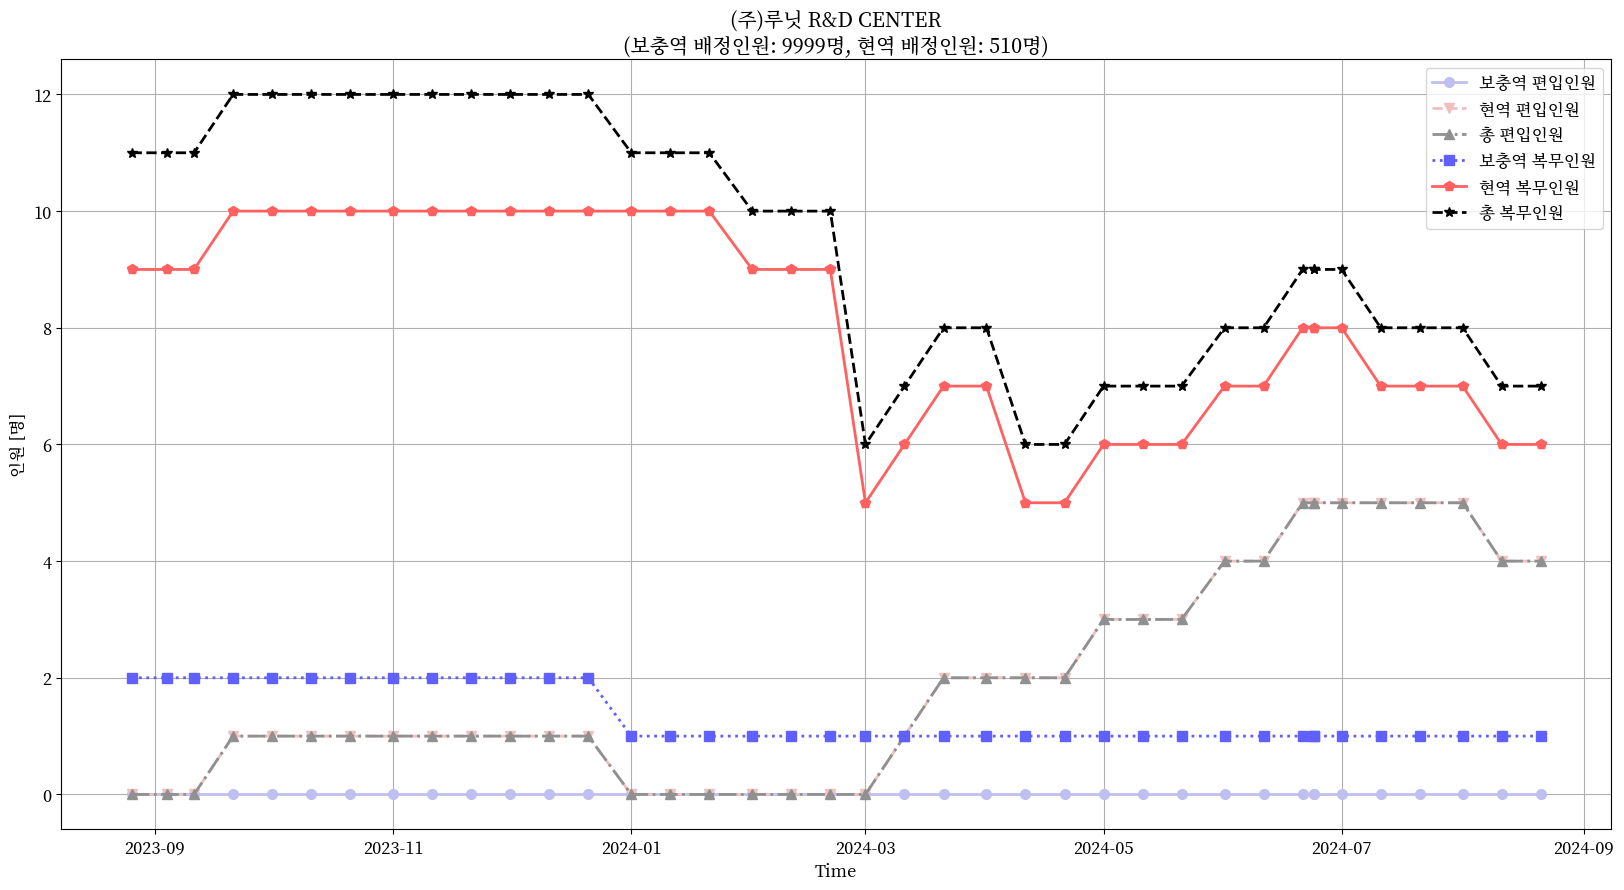 (주)루닛 R&D CENTER
(보충역 배정인원: 9999명, 현역 배정인원: 510명)
보충역 편입인원
현역 편입인원
총 편입인원
보충역 복무인원
현역 복무인원
총 복무인원
인원 [명]
12
10
8
6
4
2
0
2023-09
2023-11
2024-01
2024-03
2024-05
2024-07
2024-09
Time